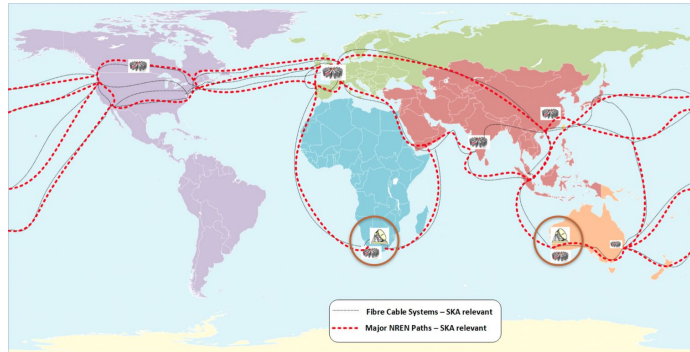 Fibre Cable Systems – SKA relevant
Major NREN Paths – SKA relevant